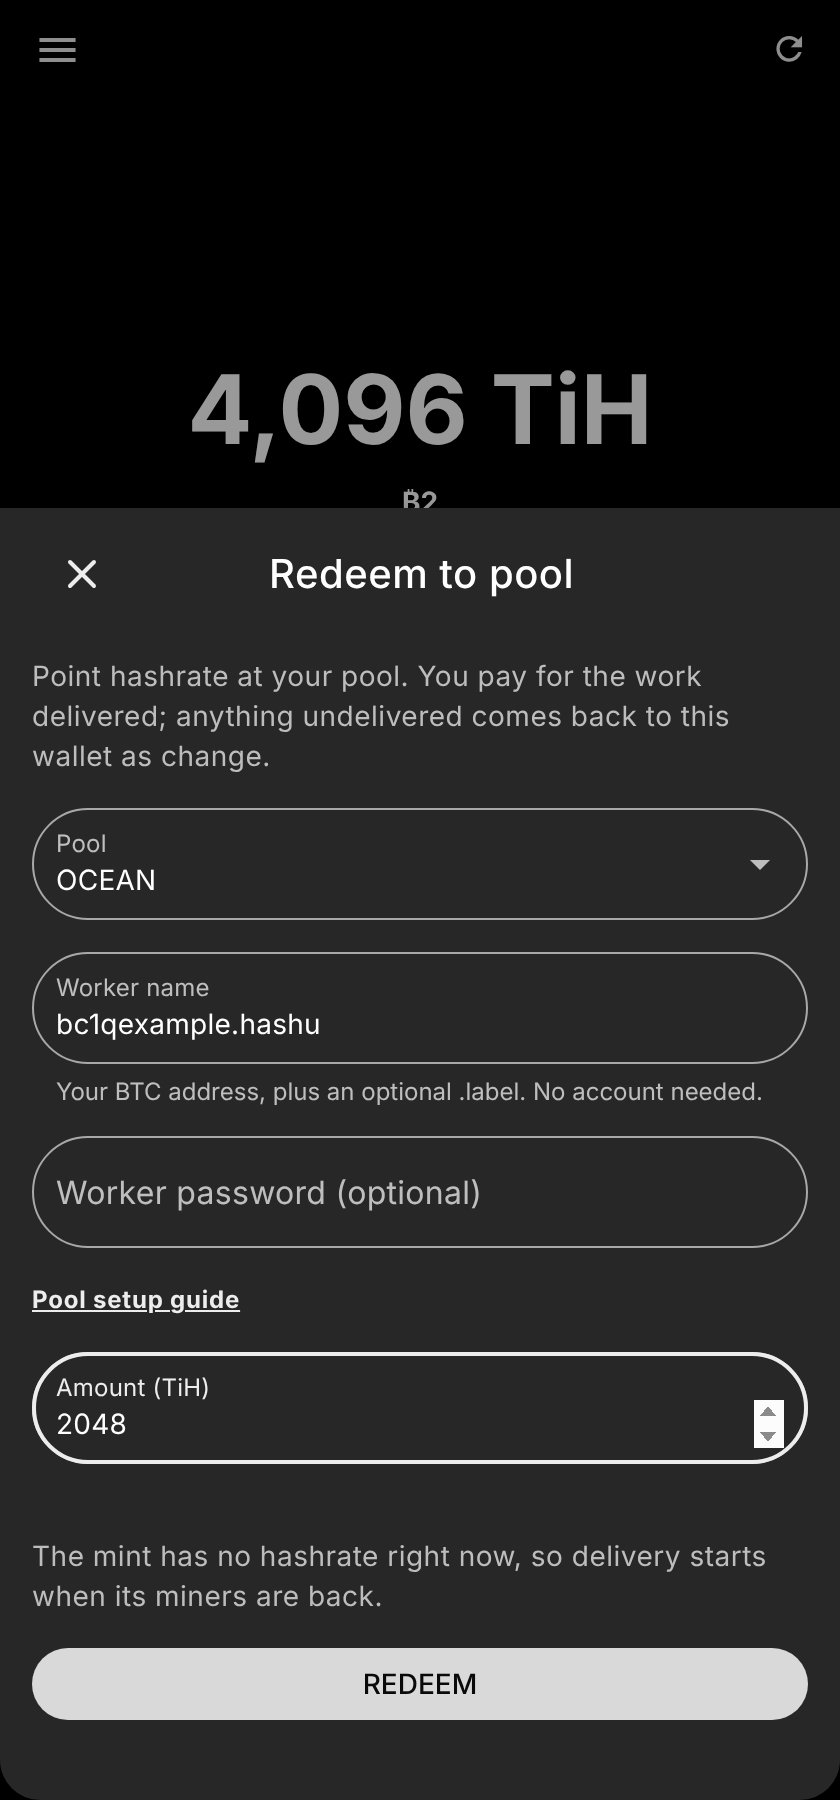 4,096 TiH
₿2
Redeem to pool
Point hashrate at your pool. You pay for the work
delivered; anything undelivered comes back to this
wallet as change.
Pool
OCEAN
Worker name
bc1qexample.hashu
Your BTC address, plus an optional .label. No account needed.
Worker password (optional)
Pool setup guide
Amount (TiH)
2048
The mint has no hashrate right now, so delivery starts
when its miners are back.
REDEEM